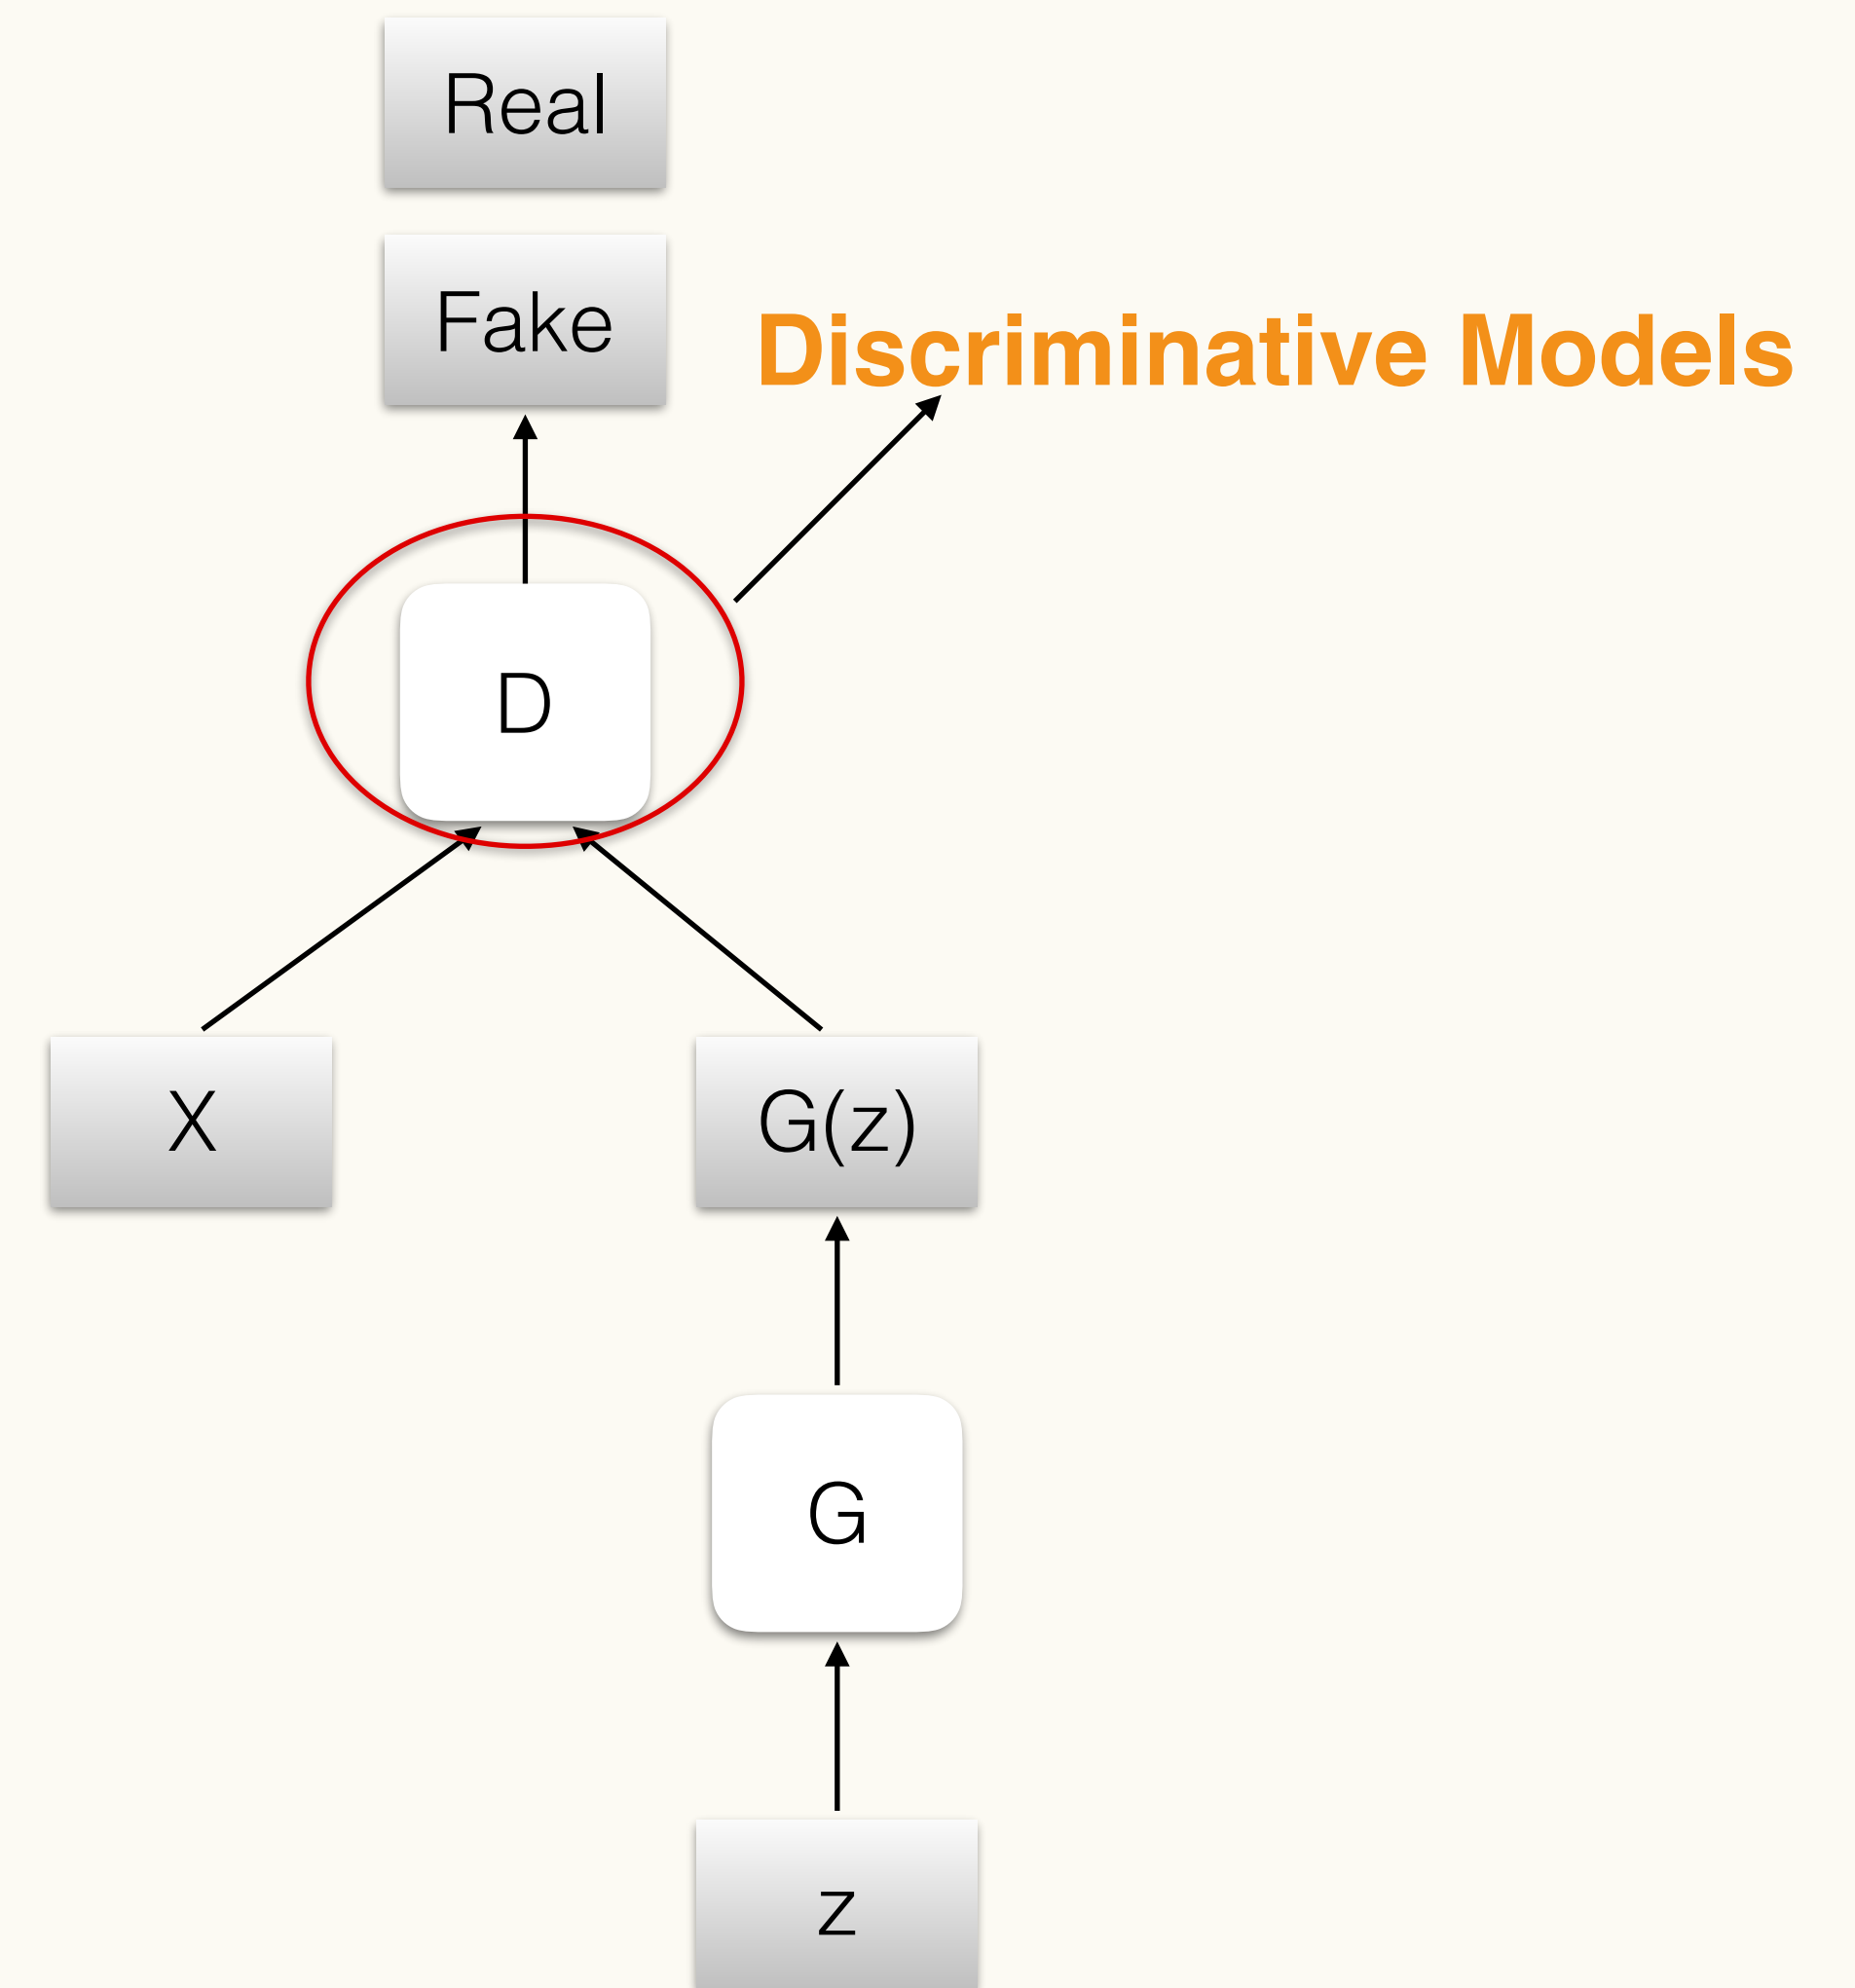 Real
Fake
Discriminative Models
D
X
G(z)
G
z